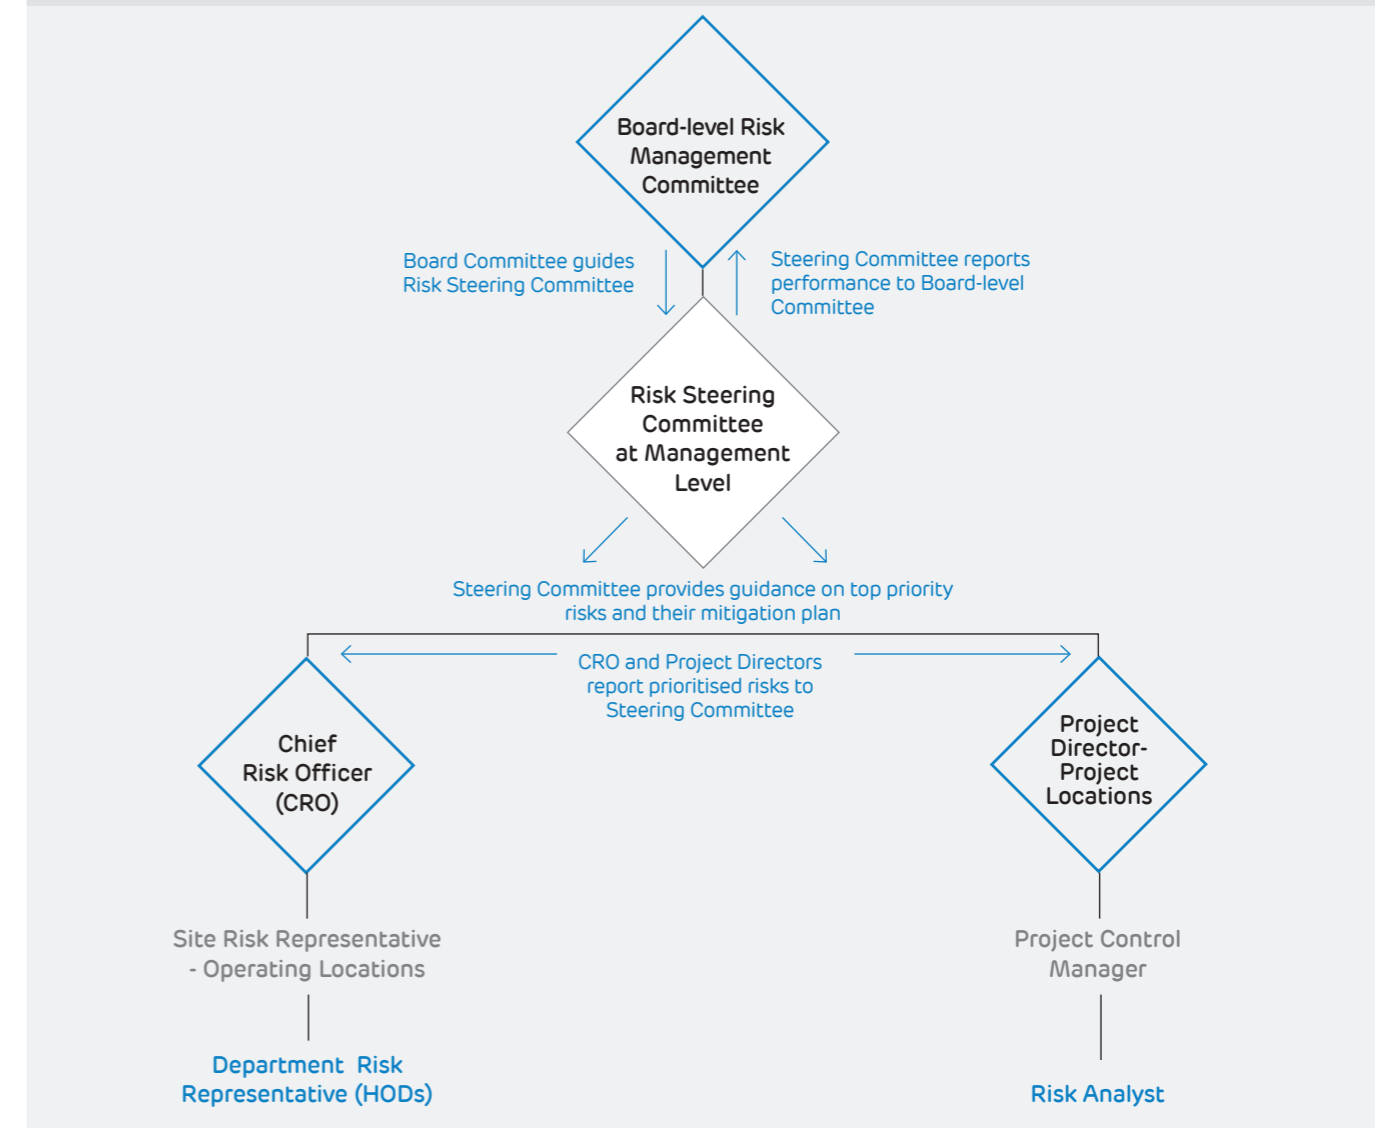 Board-level Risk
Management
Committee
Board Committee guides
Risk Steering Committee
Steering Committee reports
performance to Board-level
Committee
Risk Steering
Committee
at Management
Level
Steering Committee provides guidance on top priority
risks and their mitigation plan
CRO and Project Directors
report prioritised risks to
Steering Committee
Chief
Risk Officer
(CRO)
Project
Director-
Project
Locations
Site Risk Representative
- Operating Locations
Project Control
Manager
Department Risk
Representative (HODs)
Risk Analyst